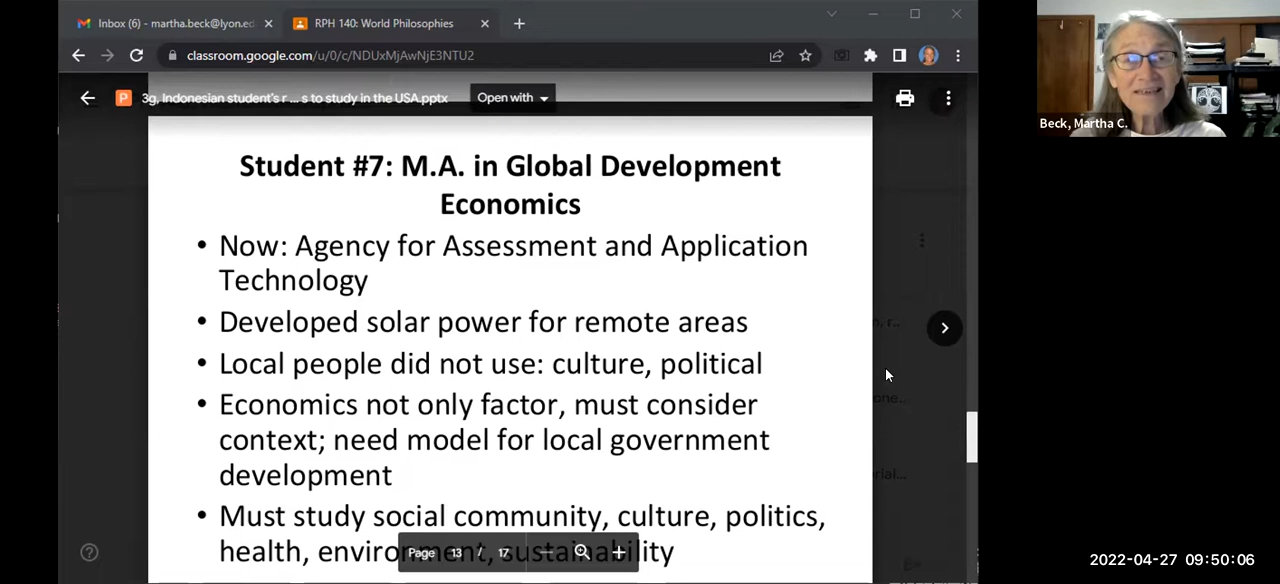 Inbox (6) - martha.beck@lyon.ed
RPH 140: World Philosophies
classroom.google.com/u/0/c/NDUxMjAwNjE3NTU2
3g, Indonesian student's r ... s to study in the USA.pptx
Open with
Student #7: M.A. in Global Development
Economics
• Now: Agency for Assessment and Application
Technology
• Developed solar power for remote areas
• Local people did not use: culture, political
• Economics not only factor, must consider
context; need model for local government
development
• Must study social community, culture, politics,
health, environment, sustainability
Page 13 / 17
Beck, Martha C.
2022-04-27 09:50:06